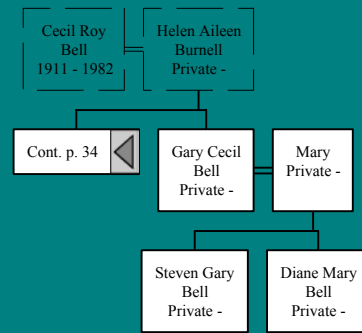 Cecil Roy
Bell
1911 - 1982
Helen Aileen
Burnell
Private -
Cont. p. 34
Gary Cecil
Bell
Private -
Mary
Private -
Steven Gary
Bell
Private -
Diane Mary
Bell
Private -